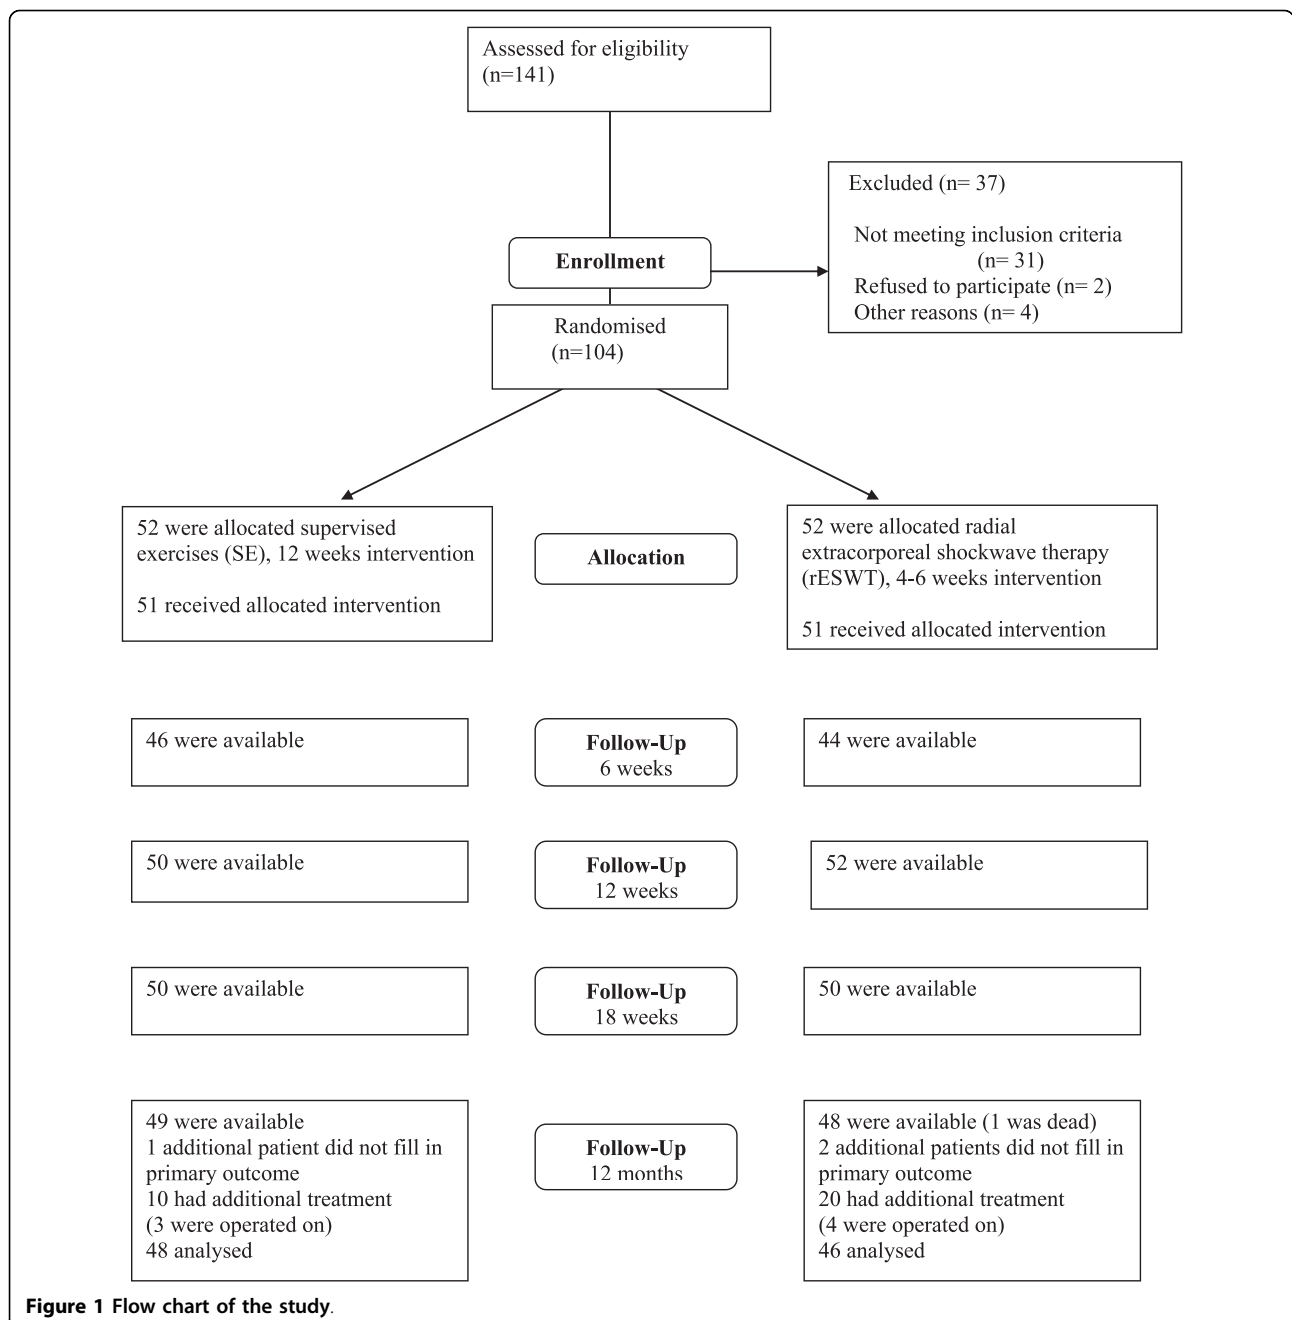 Assessed for eligibility
(n=141)
Excluded (n= 37)
Not meeting inclusion criteria
(n= 31)
Refused to participate (n= 2)
Other reasons (n= 4)
Enrollment
Randomised
(n=104)
52 were allocated supervised
exercises (SE), 12 weeks intervention
51 received allocated intervention
Allocation
52 were allocated radial
extracorporeal shockwave therapy
(rESWT), 4-6 weeks intervention
51 received allocated intervention
46 were available
Follow-Up
6 weeks
44 were available
50 were available
Follow-Up
12 weeks
52 were available
50 were available
Follow-Up
18 weeks
50 were available
49 were available
1 additional patient did not fill in
primary outcome
10 had additional treatment
(3 were operated on)
48 analysed
Follow-Up
12 months
48 were available (1 was dead)
2 additional patients did not fill in
primary outcome
20 had additional treatment
(4 were operated on)
46 analysed
Figure 1 Flow chart of the study.